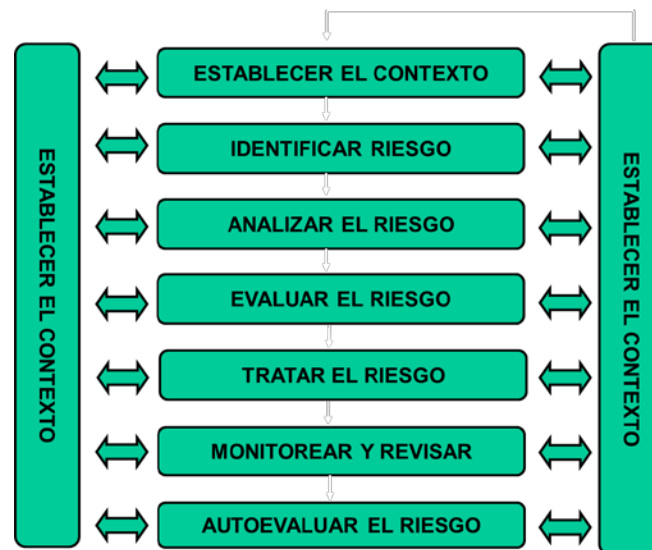 ESTABLECER EL CONTEXTO
ESTABLECER EL CONTEXTO
IDENTIFICAR RIESGO
ANALIZAR EL RIESGO
EVALUAR EL RIESGO
TRATAR EL RIESGO
MONITOREAR Y REVISAR
AUTOEVALUAR EL RIESGO
ESTABLECER EL CONTEXTO